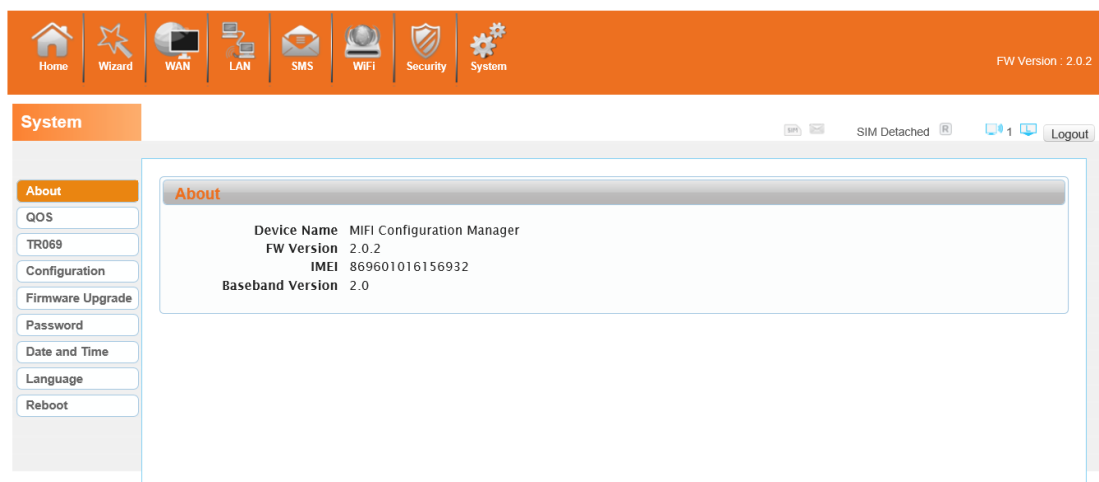 Home Wizard WAN LAN SMS WiFi Security System
FW Version : 2.0.2
System
SIM SIM Detached R 1 Logout
About
QOS
TR069
Configuration
Firmware Upgrade
Password
Date and Time
Language
Reboot
About
Device Name MIFI Configuration Manager
FW Version 2.0.2
IMEI 869601016156932
Baseband Version 2.0